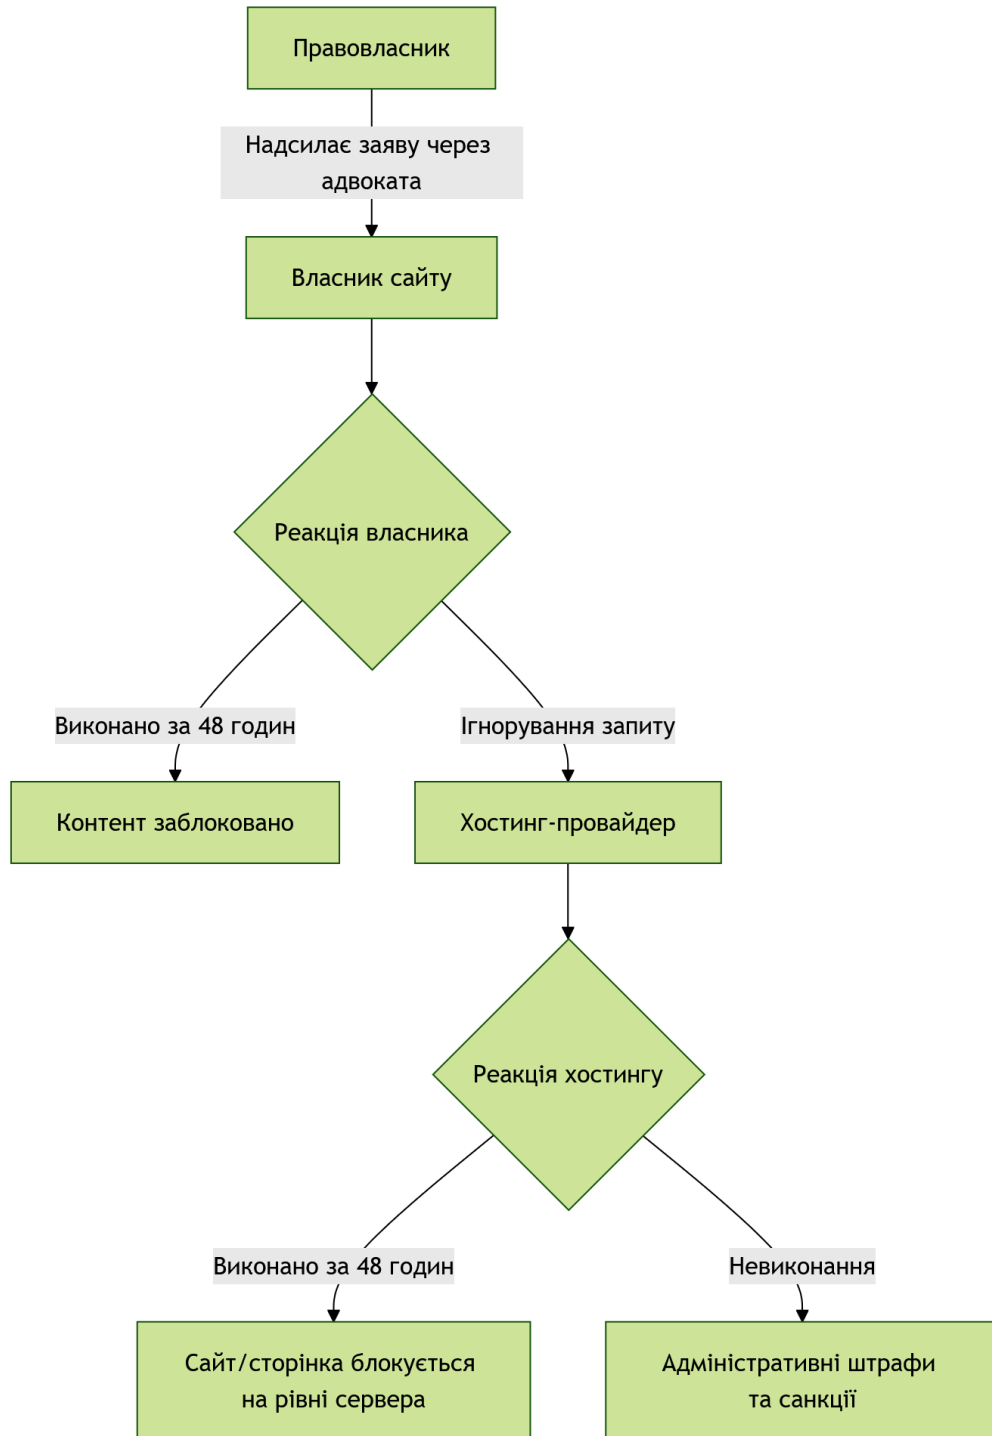 Правовласник
Надсилає заяву через
адвоката
Власник сайту
Реакція власника
Виконано за 48 годин
Ігнорування запиту
Контент заблоковано
Хостинг-провайдер
Реакція хостингу
Виконано за 48 годин
Невиконання
Сайт/сторінка блокується
на рівні сервера
Адміністративні штрафи
та санкції